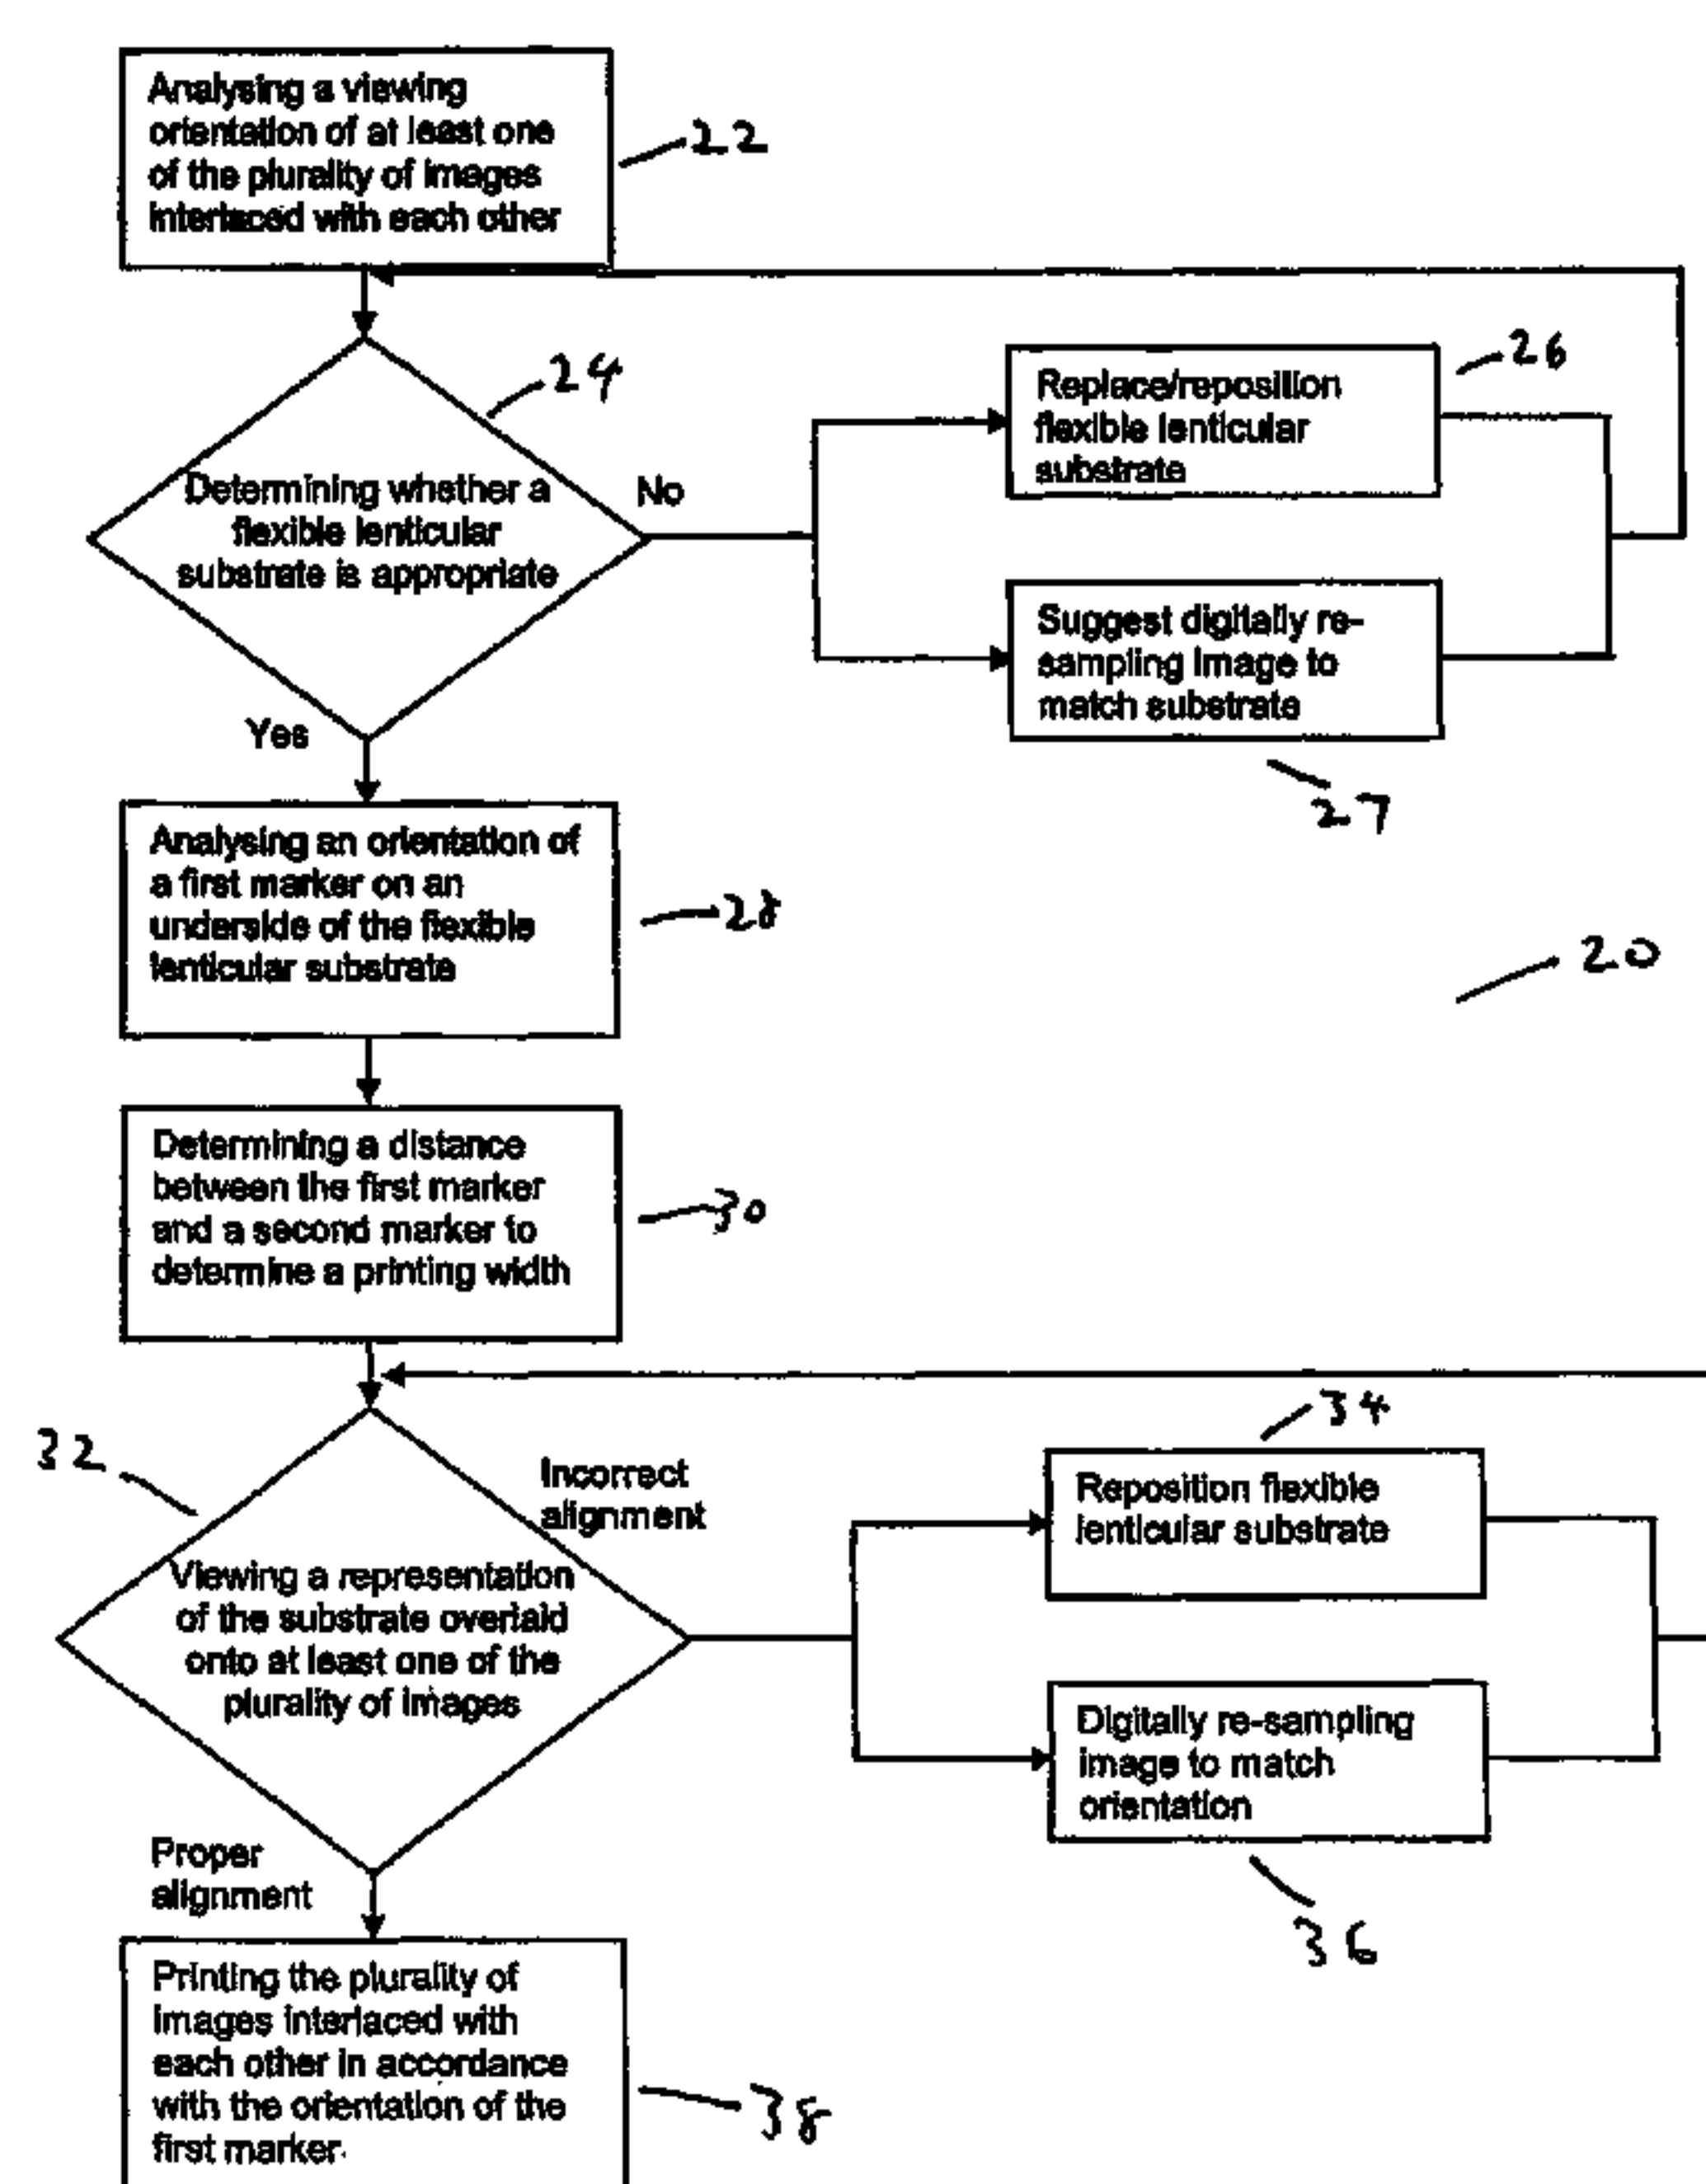 Analysing a viewing
orientation of at least one
of the plurality of images
interlaced with each other
22
24
Determining whether a
flexible lenticular
substrate is appropriate
No
Yes
26
Replace/reposition
flexible lenticular
substrate
Suggest digitally re-
sampling image to
match substrate
27
Analysing an orientation of
a first marker on an
underside of the flexible
lenticular substrate
28
20
Determining a distance
between the first marker
and a second marker to
determine a printing width
30
32
Incorrect
alignment
Viewing a representation
of the substrate overlaid
onto at least one of the
plurality of images
34
Reposition flexible
lenticular substrate
Digitally re-sampling
image to match
orientation
36
Proper
alignment
Printing the plurality of
images interlaced with
each other in accordance
with the orientation of the
first marker.
38